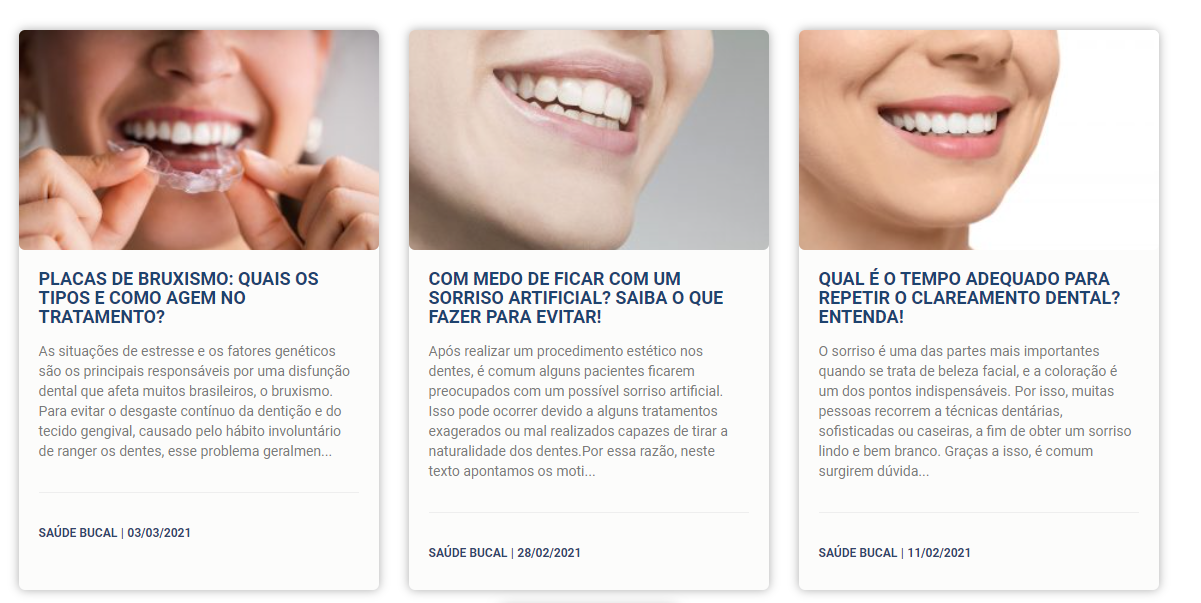 PLACAS DE BRUXISMO: QUAIS OS
TIPOS E COMO AGEM NO
TRATAMENTO?
As situações de estresse e os fatores genéticos
são os principais responsáveis por uma disfunção
dental que afeta muitos brasileiros, o bruxismo.
Para evitar o desgaste contínuo da dentição e do
tecido gengival, causado pelo hábito involuntário
de ranger os dentes, esse problema geralmen...
SAÚDE BUCAL | 03/03/2021
COM MEDO DE FICAR COM UM
SORRISO ARTIFICIAL? SAIBA O QUE
FAZER PARA EVITAR!
Após realizar um procedimento estético nos
dentes, é comum alguns pacientes ficarem
preocupados com um possível sorriso artificial.
Isso pode ocorrer devido a alguns tratamentos
exagerados ou mal realizados capazes de tirar a
naturalidade dos dentes.Por essa razão, neste
texto apontamos os moti...
SAÚDE BUCAL | 28/02/2021
QUAL É O TEMPO ADEQUADO PARA
REPETIR O CLAREAMENTO DENTAL?
ENTENDA!
O sorriso é uma das partes mais importantes
quando se trata de beleza facial, e a coloração é
um dos pontos indispensáveis. Por isso, muitas
pessoas recorrem a técnicas dentárias,
sofisticadas ou caseiras, a fim de obter um sorriso
lindo e bem branco. Graças a isso, é comum
surgirem dúvida...
SAÚDE BUCAL | 11/02/2021